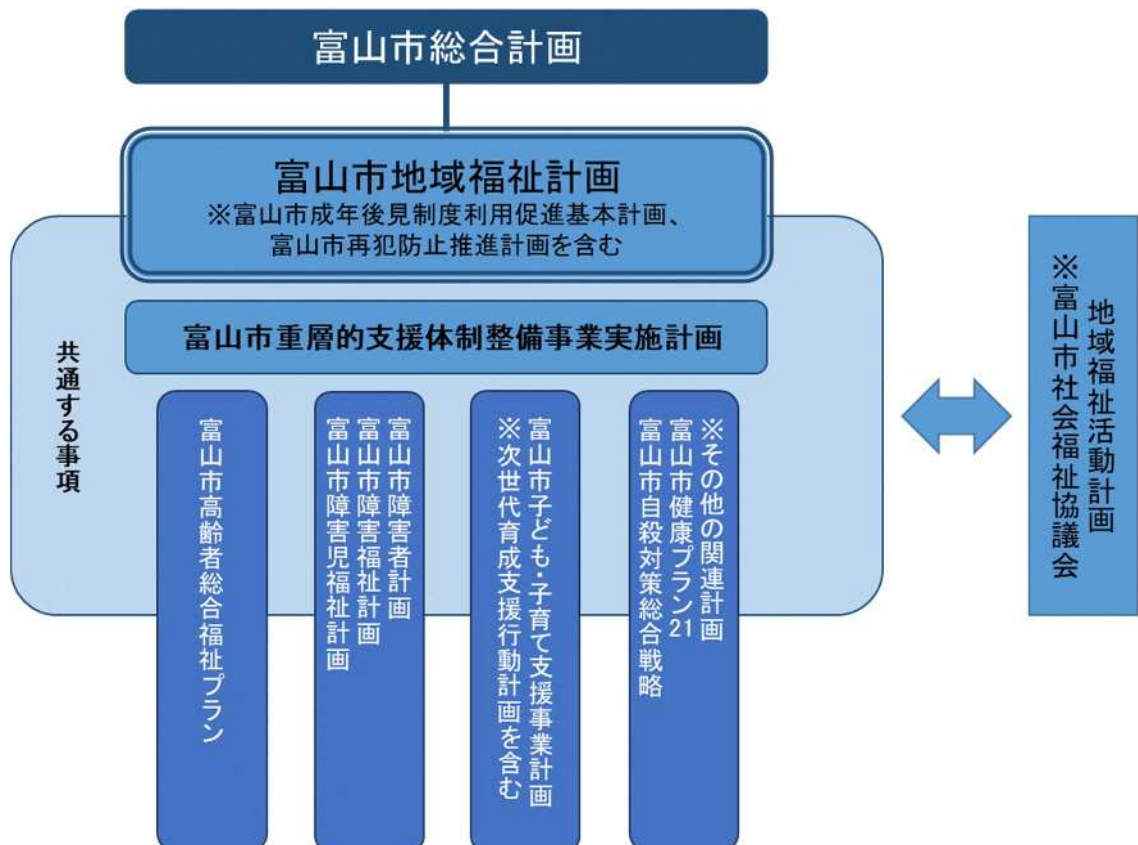 富山市総合計画
富山市地域福祉計画
※富山市成年後見制度利用促進基本計画、
富山市再犯防止推進計画を含む
富山市重層的支援体制整備事業実施計画
共通する事項
富山市高齢者総合福祉プラン
富山市障害者計画
富山市障害福祉計画
富山市障害児福祉計画
富山市子ども・子育て支援事業計画
※次世代育成支援行動計画を含む
※その他の関連計画
富山市健康プラン21
富山市自殺対策総合戦略
地域福祉活動計画
※富山市社会福祉協議会